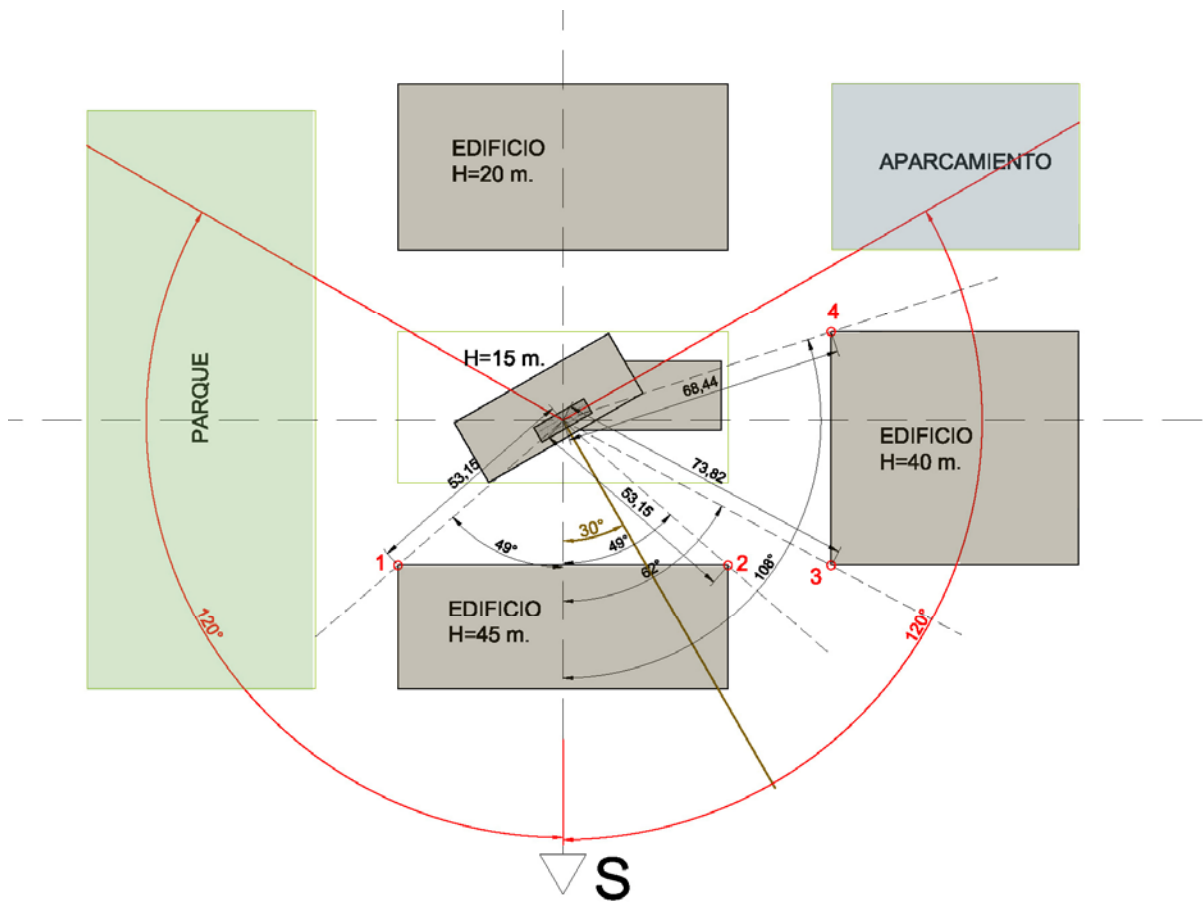 EDIFICIO
H=20 m.
APARCAMIENTO
PARQUE
H=15 m.
4
68,44
EDIFICIO
H=40 m.
53,15
73,82
53,15
30°
49°
49°
62°
108°
1
2
3
EDIFICIO
H=45 m.
120°
120°
S